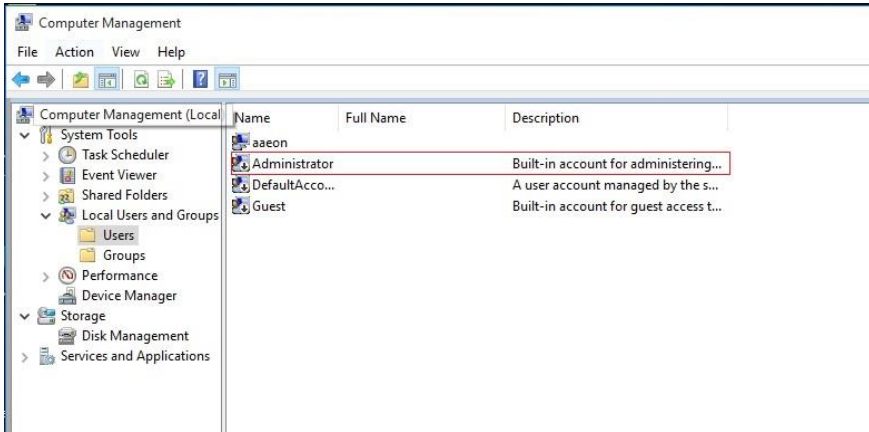 Computer Management
File Action View Help
Computer Management (Local
System Tools
Task Scheduler
Event Viewer
Shared Folders
Local Users and Groups
Users
Groups
Performance
Device Manager
Storage
Disk Management
Services and Applications
Name Full Name Description
aaeon
Administrator Built-in account for administering...
DefaultAcco... A user account managed by the s...
Guest Built-in account for guest access t...